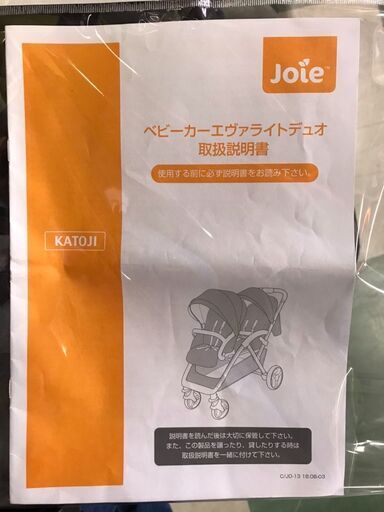 Joie™
ベビーカーエヴァライトデュオ
取扱説明書
使用する前に必ず説明書をお読み下さい。
KATOJI
説明書を読んだ後は大切に保管して下さい。
また、この製品を譲ったり、貸したりする時は
取扱説明書を一緒に付けて下さい。
C/JD-13 18.08-03